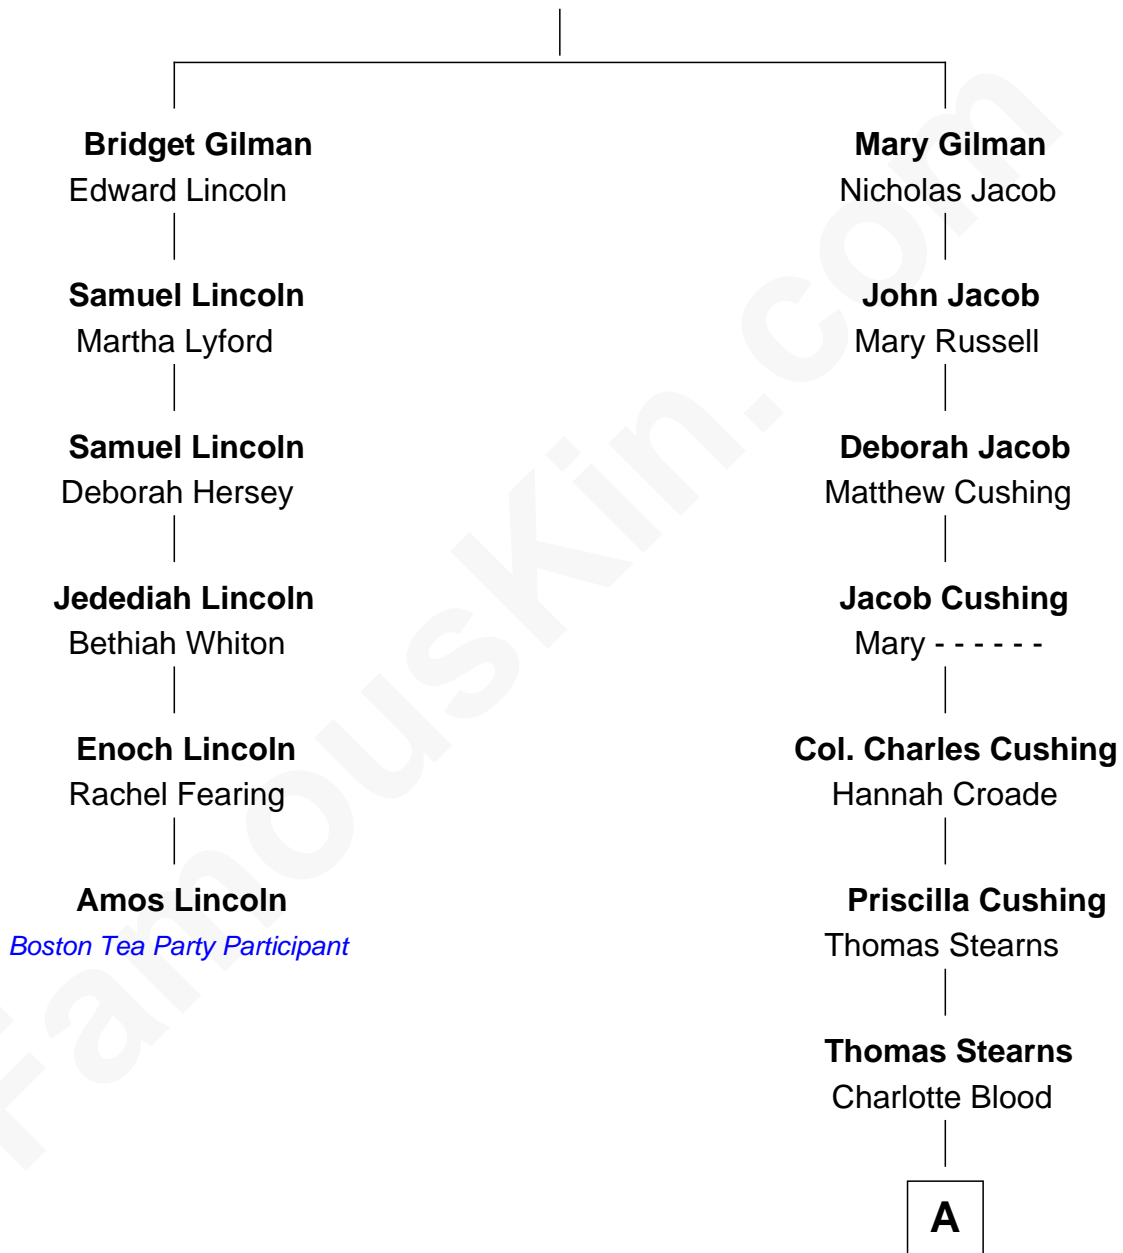 Bridget Gilman
Edward Lincoln
Samuel Lincoln
Martha Lyford
Samuel Lincoln
Deborah Hersey
Jedediah Lincoln
Bethiah Whiton
Enoch Lincoln
Rachel Fearing
Amos Lincoln
Boston Tea Party Participant
Mary Gilman
Nicholas Jacob
John Jacob
Mary Russell
Deborah Jacob
Matthew Cushing
Jacob Cushing
Mary - - - - - -
Col. Charles Cushing
Hannah Croade
Priscilla Cushing
Thomas Stearns
Thomas Stearns
Charlotte Blood
A
FamousKin.com